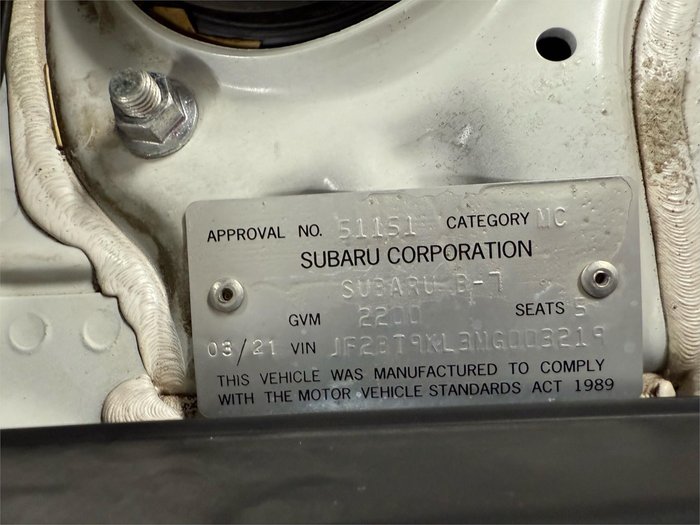 APPROVAL NO. 51151 CATEGORY MC
SUBARU CORPORATION
SUBARU B-7
GVM 2200 SEATS 5
03/21 VIN JF2BT9KL3MG003219
THIS VEHICLE WAS MANUFACTURED TO COMPLY
WITH THE MOTOR VEHICLE STANDARDS ACT 1989